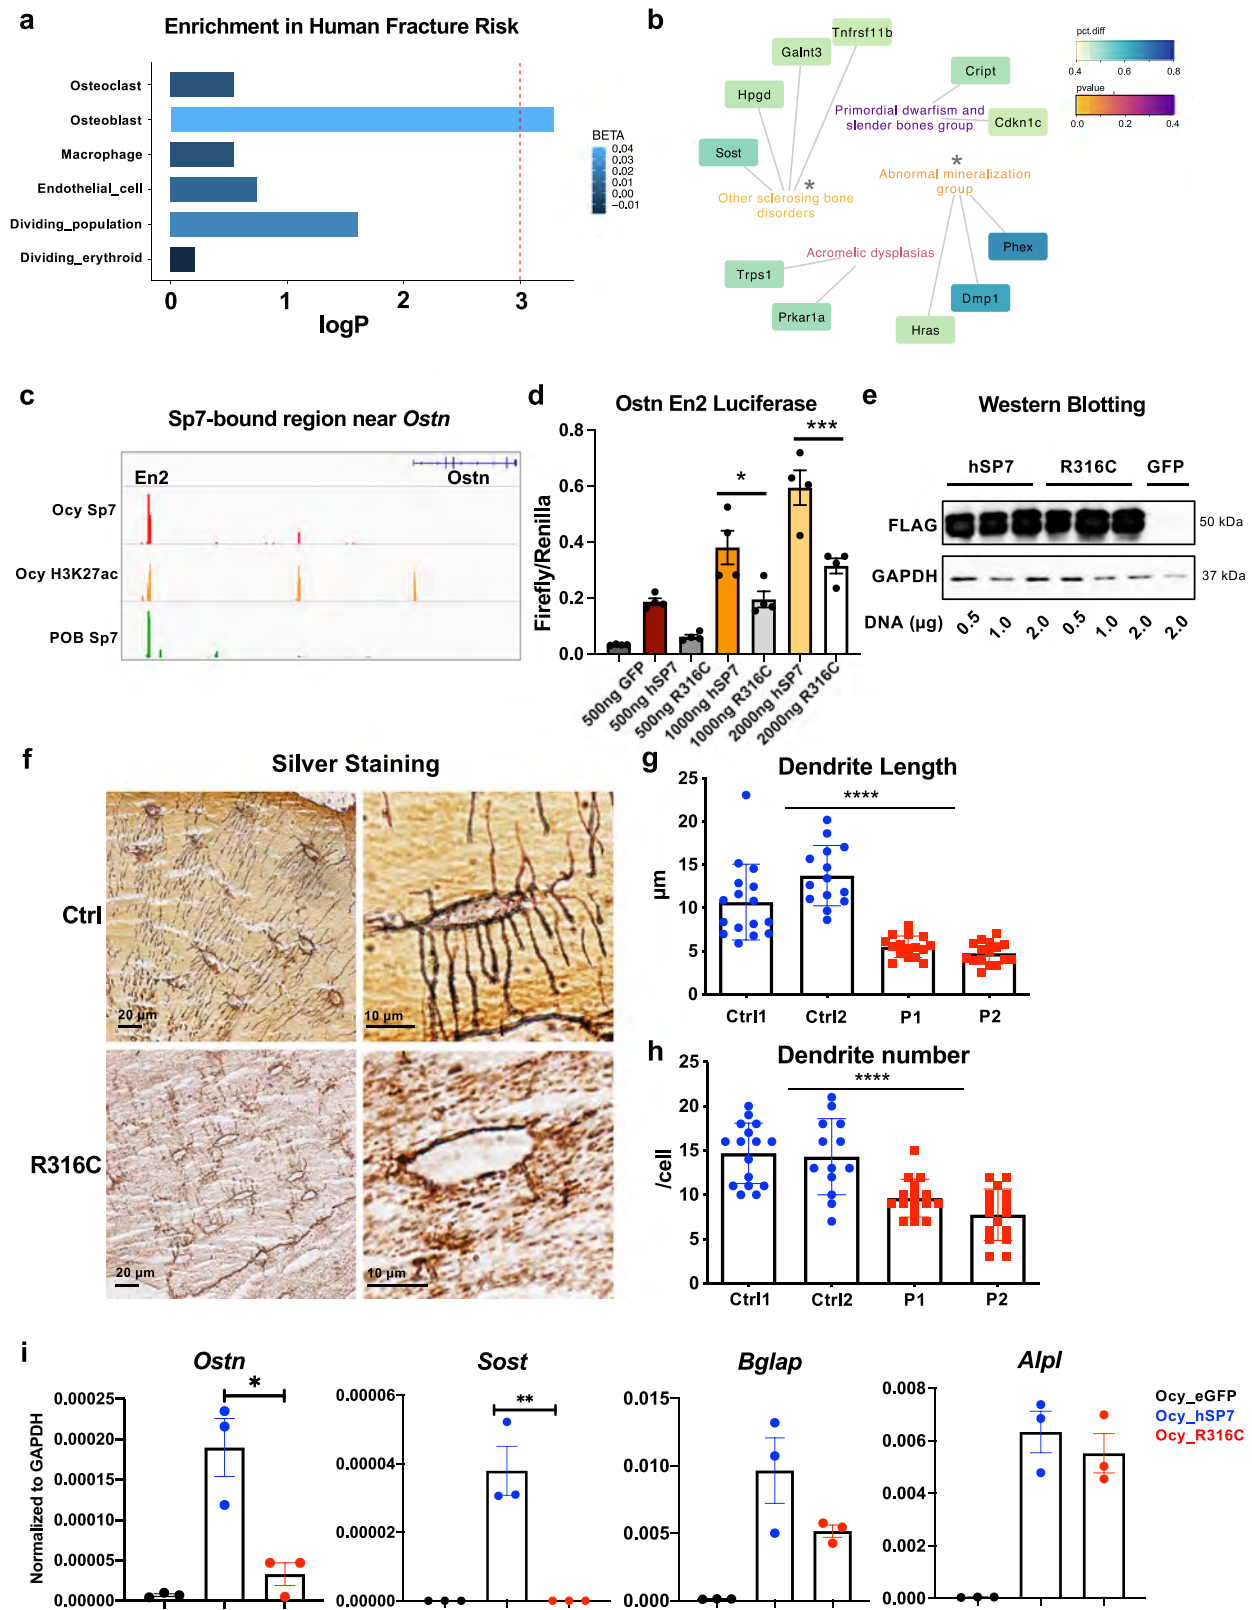 a
Enrichment in Human Fracture Risk
Osteoclast
Osteoblast
Macrophage
Endothelial_cell
Dividing_population
Dividing_erythroid
0 1 2 3
logP
BETA
0.04
0.03
0.02
0.01
0.00
−0.01
b
Tnfrsf11b
Galnt3
Hpgd
Sost
Cript
Cdkn1c
Primordial dwarfism and
slender bones group
*
Abnormal mineralization
group
*
Other sclerosing bone
disorders
Acromelic dysplasias
Trps1
Prkar1a
Phex
Dmp1
Hras
pct.diff
0.4 0.6 0.8
pvalue
0.0 0.2 0.4
c
Sp7-bound region near Ostn
En2
Ostn
Ocy Sp7
Ocy H3K27ac
POB Sp7
d
Ostn En2 Luciferase
Firefly/Renilla
0.8
0.6
0.4
0.2
0.0
*
***
500ng GFP
500ng hSP7
500ng R316C
1000ng hSP7
1000ng R316C
2000ng hSP7
2000ng R316C
e
Western Blotting
hSP7 R316C GFP
FLAG
50 kDa
GAPDH
37 kDa
DNA (µg)
0.5 1.0 2.0 0.5 1.0 2.0 2.0
f
Silver Staining
Ctrl
20 µm
10 µm
R316C
20 µm
10 µm
g
Dendrite Length
****
µm
25
20
15
10
5
0
Ctrl1 Ctrl2 P1 P2
h
Dendrite number
****
/cell
25
20
15
10
5
0
Ctrl1 Ctrl2 P1 P2
i
Ostn
Normalized to GAPDH
0.00025
0.00020
0.00015
0.00010
0.00005
0.00000
*
Sost
0.00006
0.00004
0.00002
0.00000
**
Bglap
0.015
0.010
0.005
0.000
Alpl
0.008
0.006
0.004
0.002
0.000
Ocy_eGFP
Ocy_hSP7
Ocy_R316C